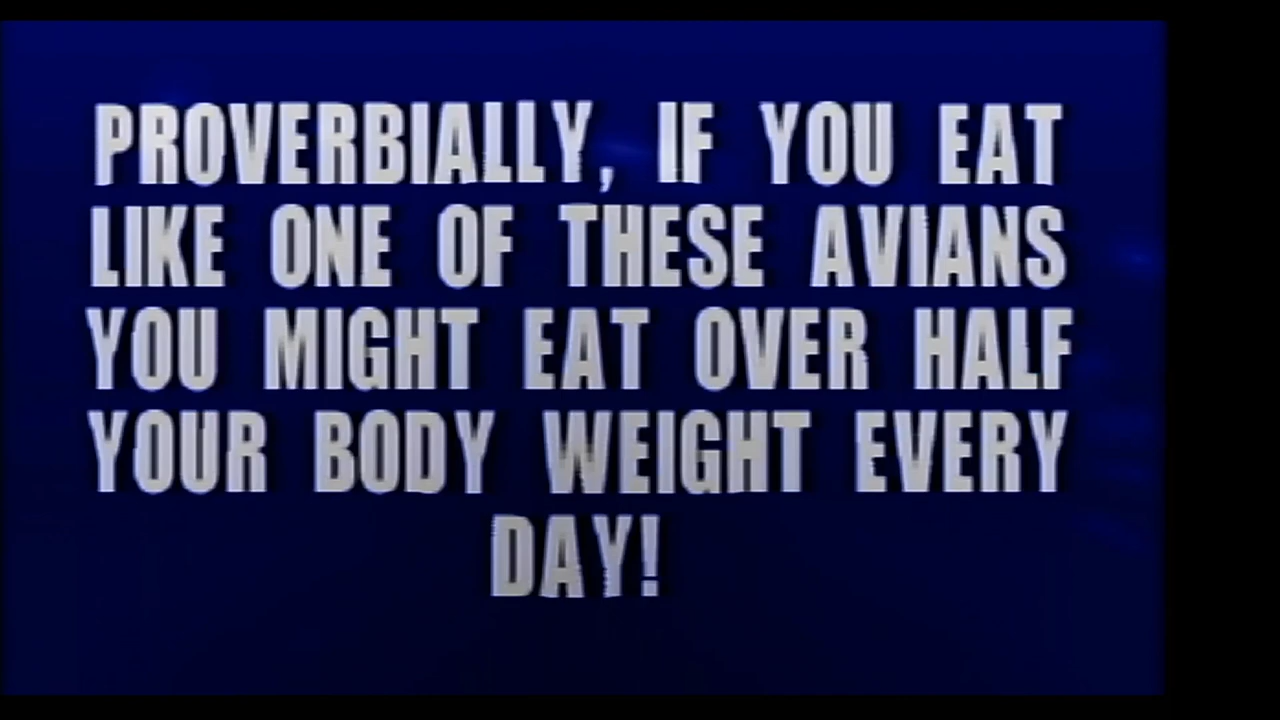 PROVERBIALLY, IF YOU EAT
LIKE ONE OF THESE AVIANS
YOU MIGHT EAT OVER HALF
YOUR BODY WEIGHT EVERY
DAY!